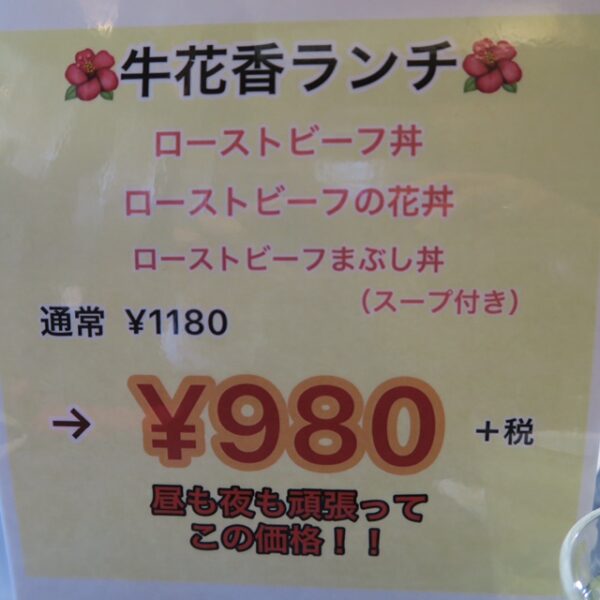 牛花香ランチ
ローストビーフ丼
ローストビーフの花丼
ローストビーフまぶし丼
（スープ付き）
通常 ¥1180
→ ¥980 +税
昼も夜も頑張って
この価格！！